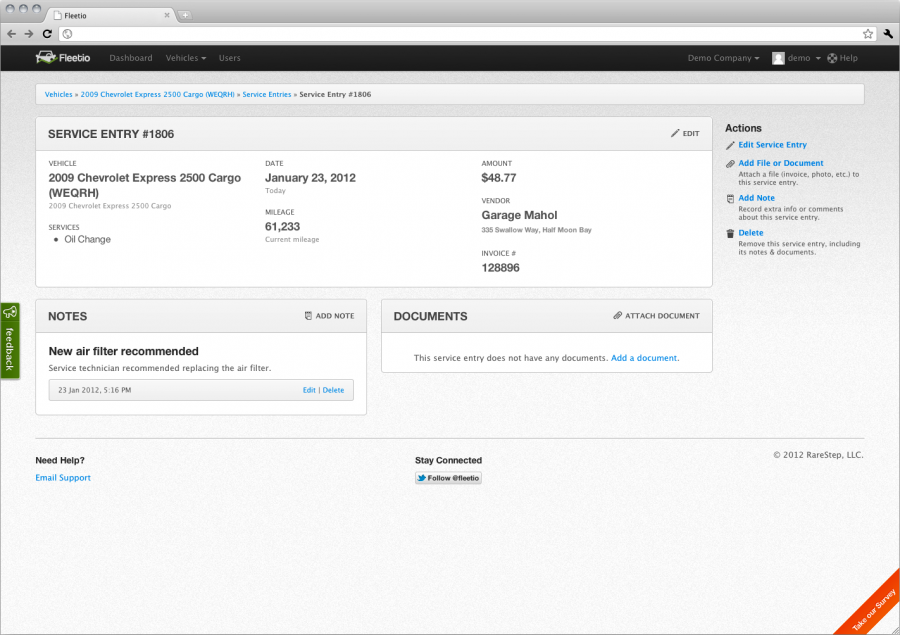 Fleetio
Fleetio Dashboard Vehicles Users Demo Company demo Help
Vehicles » 2009 Chevrolet Express 2500 Cargo (WEQRH) » Service Entries » Service Entry #1806
SERVICE ENTRY #1806
EDIT
VEHICLE
2009 Chevrolet Express 2500 Cargo
(WEQRH)
2009 Chevrolet Express 2500 Cargo
SERVICES
• Oil Change
DATE
January 23, 2012
Today
MILEAGE
61,233
Current mileage
AMOUNT
$48.77
VENDOR
Garage Mahol
335 Swallow Way, Half Moon Bay
INVOICE #
128896
Actions
Edit Service Entry
Add File or Document
Attach a file (invoice, photo, etc.) to
this service entry.
Add Note
Record extra info or comments
about this service entry.
Delete
Remove this service entry, including
its notes & documents.
feedback
NOTES
ADD NOTE
New air filter recommended
Service technician recommended replacing the air filter.
23 Jan 2012, 5:16 PM
Edit | Delete
DOCUMENTS
ATTACH DOCUMENT
This service entry does not have any documents. Add a document.
Need Help?
Email Support
Stay Connected
Follow @fleetio
© 2012 RareStep, LLC.
Take our Survey